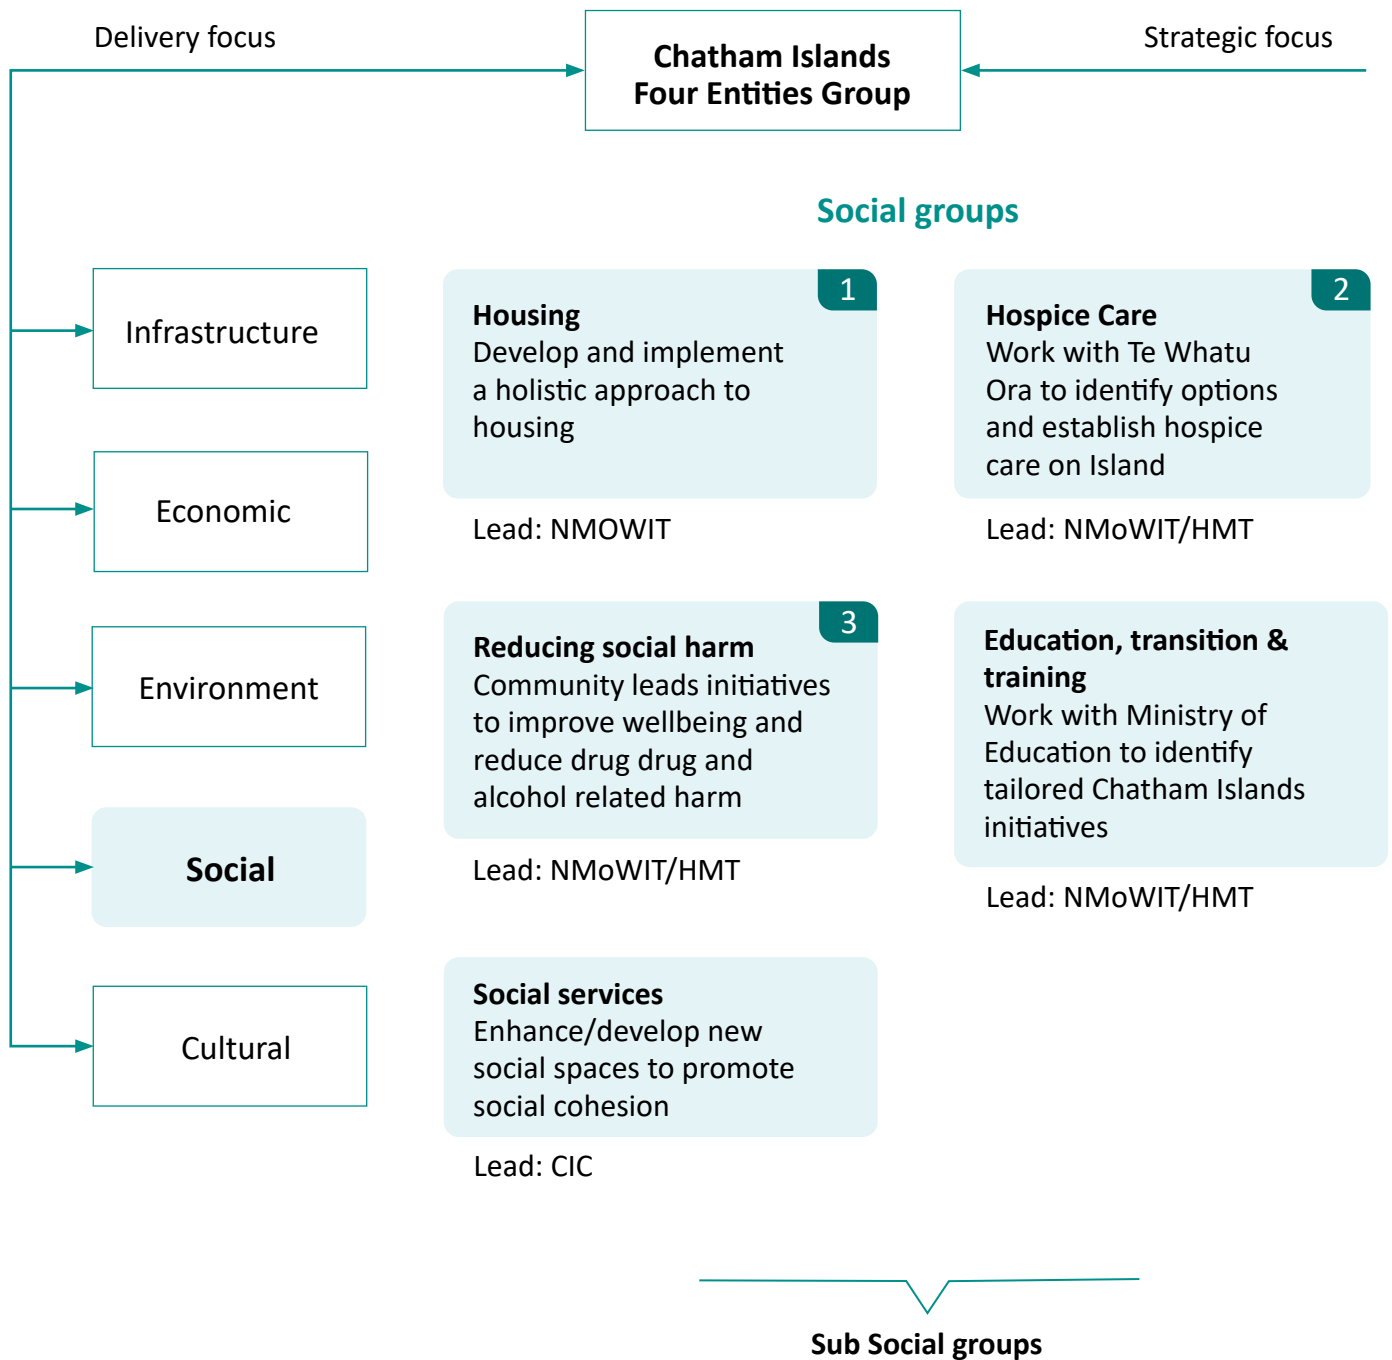 Delivery focus
Strategic focus
Chatham Islands
Four Entities Group
Social groups
Infrastructure
Economic
Environment
Social
Cultural
1
Housing
Develop and implement
a holistic approach to
housing
Lead: NMOWIT
2
Hospice Care
Work with Te Whatu
Ora to identify options
and establish hospice
care on Island
Lead: NMoWIT/HMT
3
Reducing social harm
Community leads initiatives
to improve wellbeing and
reduce drug drug and
alcohol related harm
Lead: NMoWIT/HMT
Education, transition &
training
Work with Ministry of
Education to identify
tailored Chatham Islands
initiatives
Lead: NMoWIT/HMT
Social services
Enhance/develop new
social spaces to promote
social cohesion
Lead: CIC
Sub Social groups